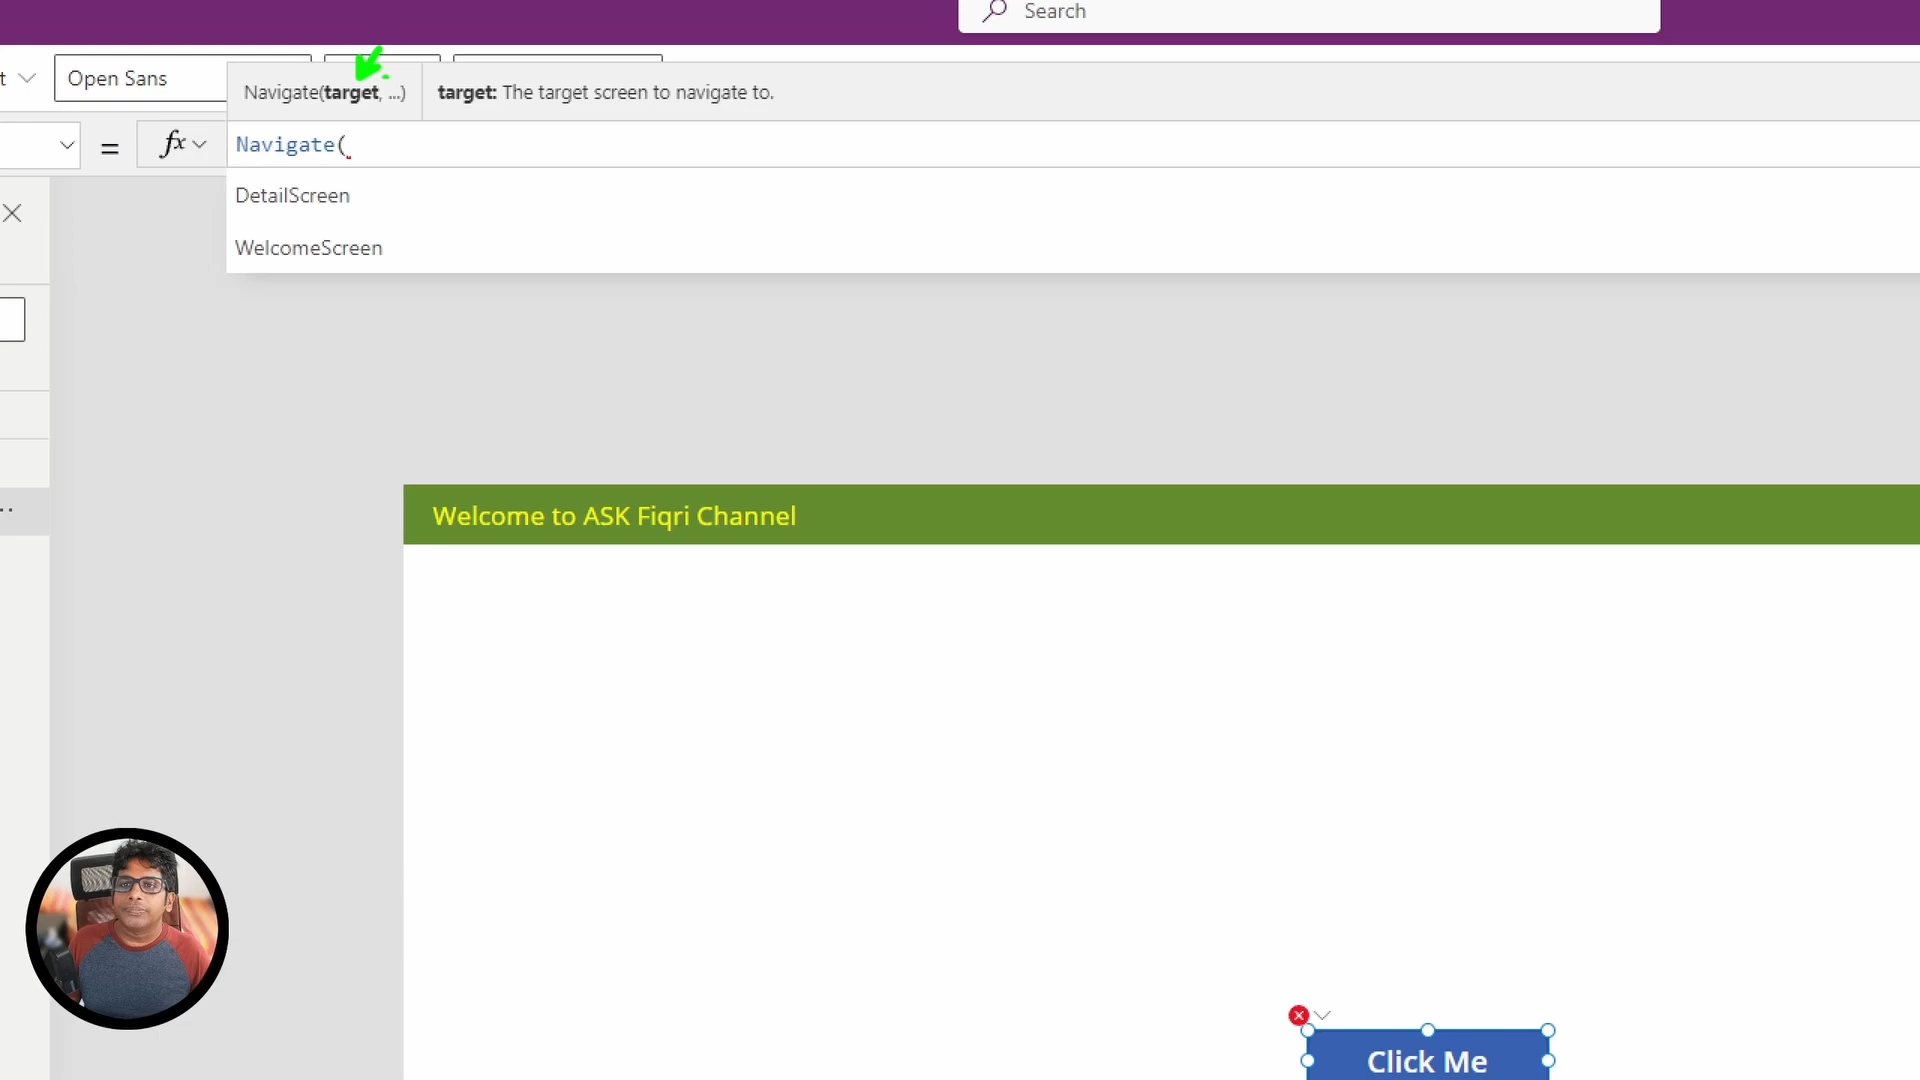 Search
t
Open Sans
Navigate(target, ...)
target: The target screen to navigate to.
= fx
Navigate(
DetailScreen
WelcomeScreen
Welcome to ASK Fiqri Channel
Click Me